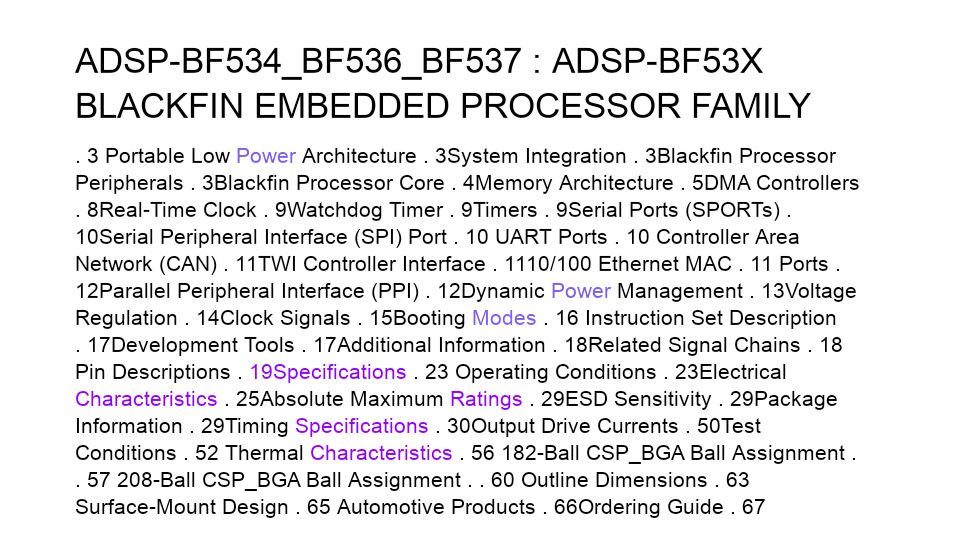 ADSP-BF534_BF536_BF537 : ADSP-BF53X
BLACKFIN EMBEDDED PROCESSOR FAMILY
. 3 Portable Low Power Architecture . 3System Integration . 3Blackfin Processor
Peripherals . 3Blackfin Processor Core . 4Memory Architecture . 5DMA Controllers
. 8Real-Time Clock . 9Watchdog Timer . 9Timers . 9Serial Ports (SPORTs) .
10Serial Peripheral Interface (SPI) Port . 10 UART Ports . 10 Controller Area
Network (CAN) . 11TWI Controller Interface . 1110/100 Ethernet MAC . 11 Ports .
12Parallel Peripheral Interface (PPI) . 12Dynamic Power Management . 13Voltage
Regulation . 14Clock Signals . 15Booting Modes . 16 Instruction Set Description
. 17Development Tools . 17Additional Information . 18Related Signal Chains . 18
Pin Descriptions . 19Specifications . 23 Operating Conditions . 23Electrical
Characteristics . 25Absolute Maximum Ratings . 29ESD Sensitivity . 29Package
Information . 29Timing Specifications . 30Output Drive Currents . 50Test
Conditions . 52 Thermal Characteristics . 56 182-Ball CSP_BGA Ball Assignment .
. 57 208-Ball CSP_BGA Ball Assignment . . 60 Outline Dimensions . 63
Surface-Mount Design . 65 Automotive Products . 66Ordering Guide . 67